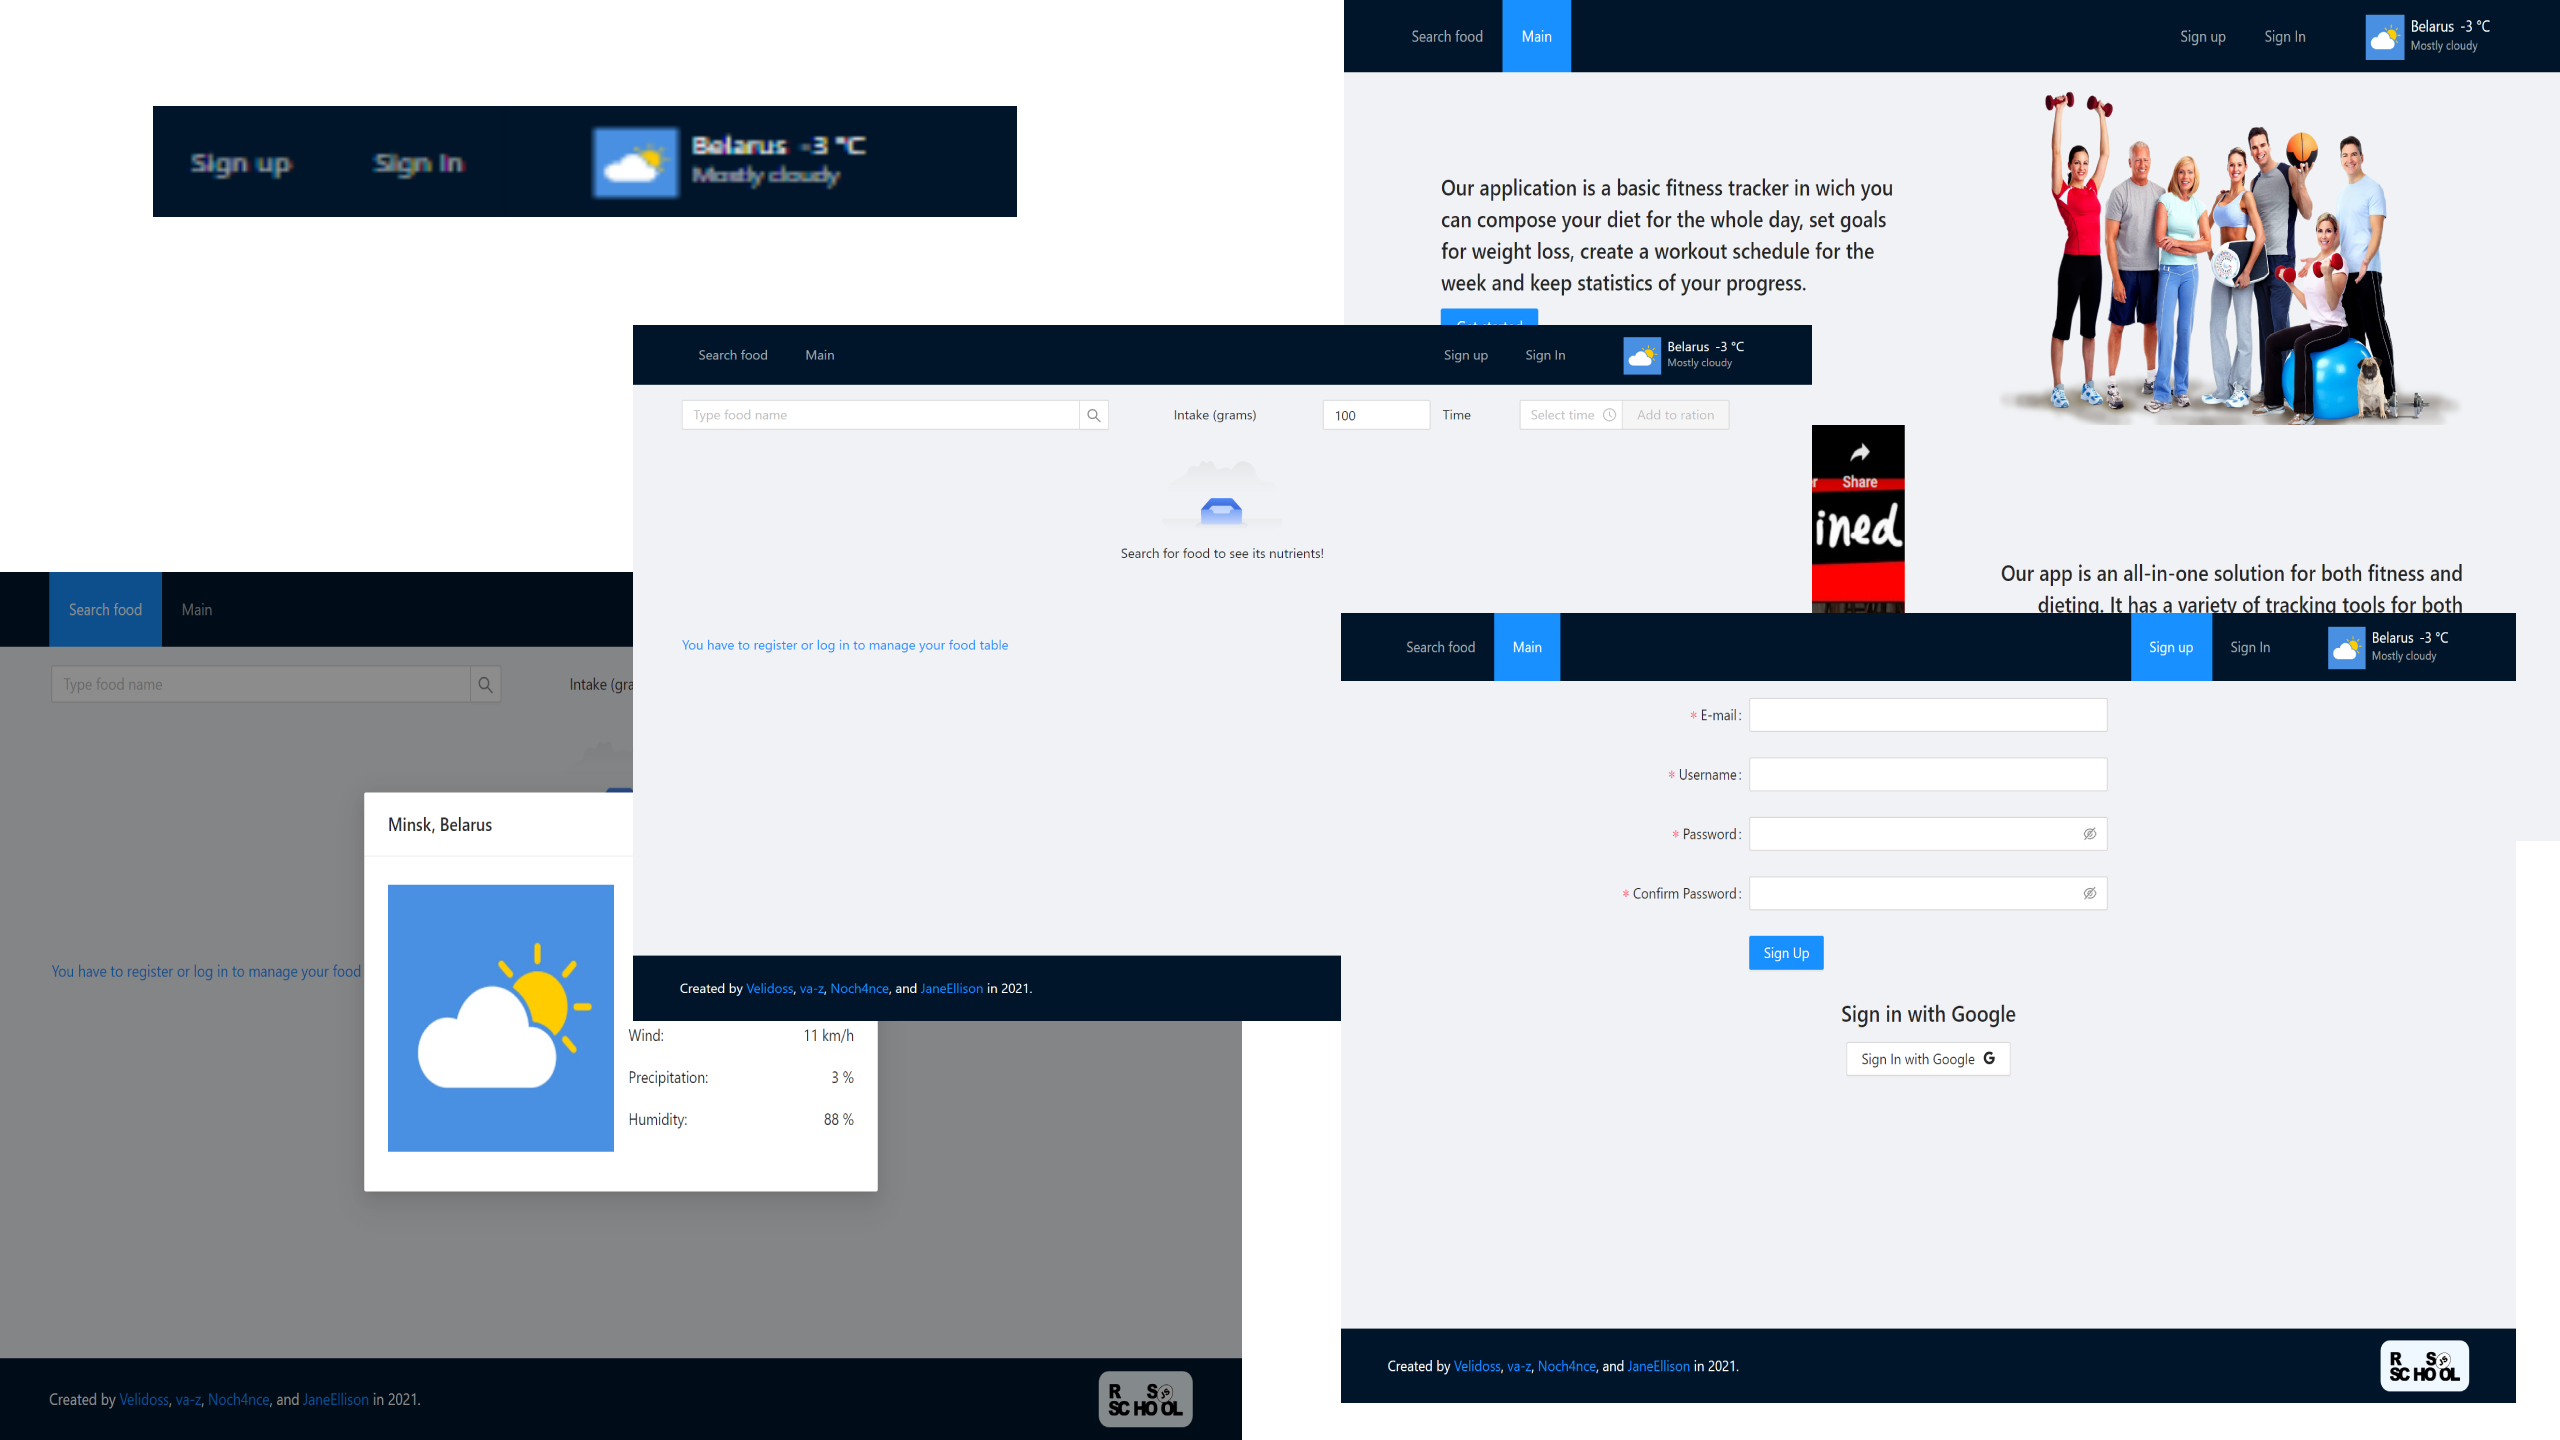 Sign up Sign In Belarus -3 °C
Mostly cloudy
Search food Main Sign up Sign In Belarus -3 °C
Mostly cloudy
Our application is a basic fitness tracker in wich you
can compose your diet for the whole day, set goals
for weight loss, create a workout schedule for the
week and keep statistics of your progress.
Share
ined
Our app is an all-in-one solution for both fitness and
dieting. It has a variety of tracking tools for both
Search food Main Sign up Sign In Belarus -3 °C
Mostly cloudy
Type food name Intake (grams) 100 Time Select time Add to ration
Search for food to see its nutrients!
You have to register or log in to manage your food table
Created by Velidoss, va-z, Noch4nce, and JaneEllison in 2021.
Search food Main
Type food name Intake (gra
You have to register or log in to manage your food
Minsk, Belarus
Wind: 11 km/h
Precipitation: 3 %
Humidity: 88 %
Created by Velidoss, va-z, Noch4nce, and JaneEllison in 2021.
RS JS
SCHOOL
Search food Main Sign up Sign In Belarus -3 °C
Mostly cloudy
* E-mail:
* Username:
* Password:
* Confirm Password:
Sign Up
Sign in with Google
Sign In with Google G
Created by Velidoss, va-z, Noch4nce, and JaneEllison in 2021.
RS JS
SCHOOL